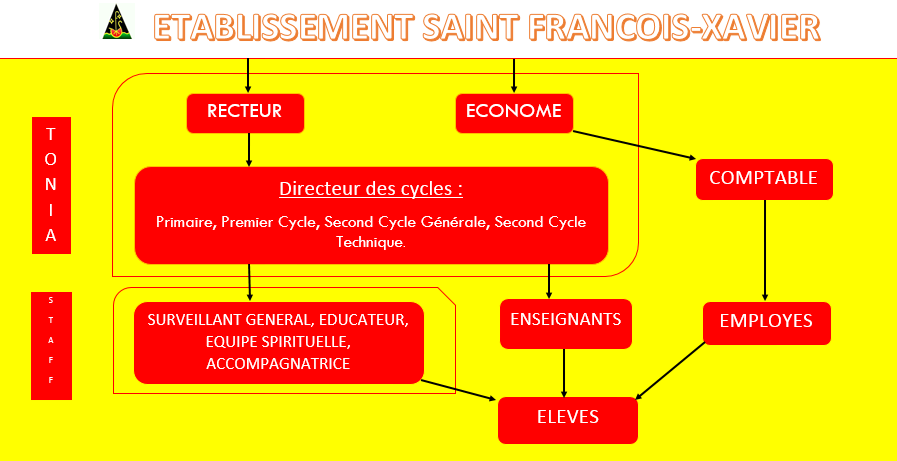 ETABLISSEMENT SAINT FRANCOIS-XAVIER
RECTEUR
ECONOME
TONIA
COMPTABLE
Directeur des cycles :
Primaire, Premier Cycle, Second Cycle Générale, Second Cycle
Technique.
STAFF
SURVEILLANT GENERAL, EDUCATEUR,
EQUIPE SPIRITUELLE,
ACCOMPAGNATRICE
ENSEIGNANTS
EMPLOYES
ELEVES